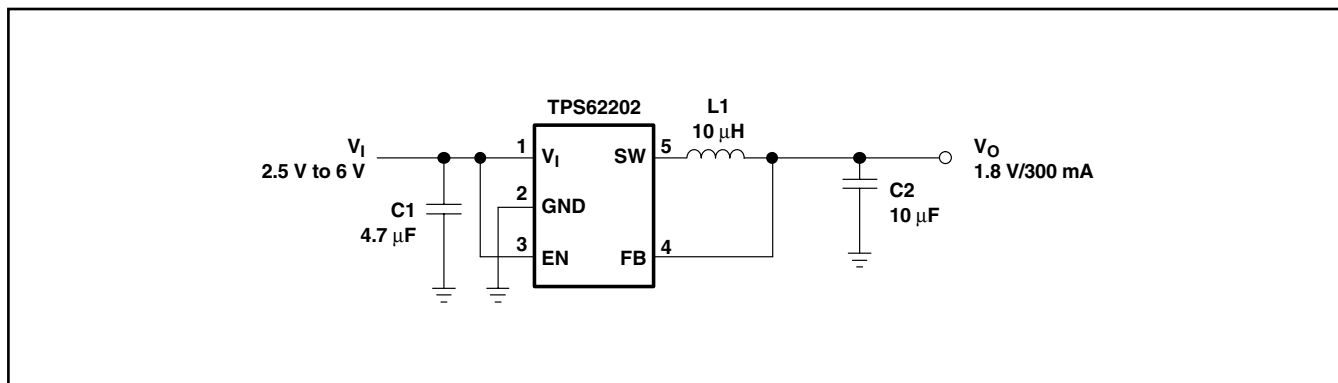 TPS62202
L1
10 μH
V_I
2.5 V to 6 V
1
V_I
SW
5
V_O
1.8 V/300 mA
C1
4.7 μF
2
GND
C2
10 μF
3
EN
FB
4